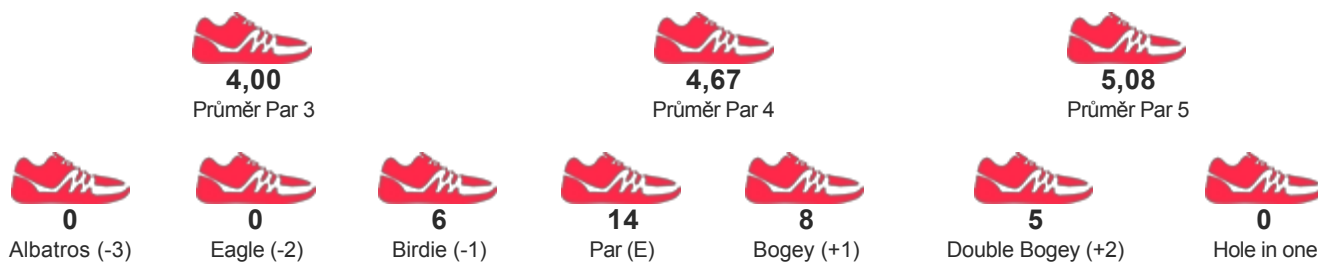 4,00 4,67 5,08
Průměr Par 3 Průměr Par 4 Průměr Par 5
0 0 6 14 8 5 0
Albatros (-3) Eagle (-2) Birdie (-1) Par (E) Bogey (+1) Double Bogey (+2) Hole in one